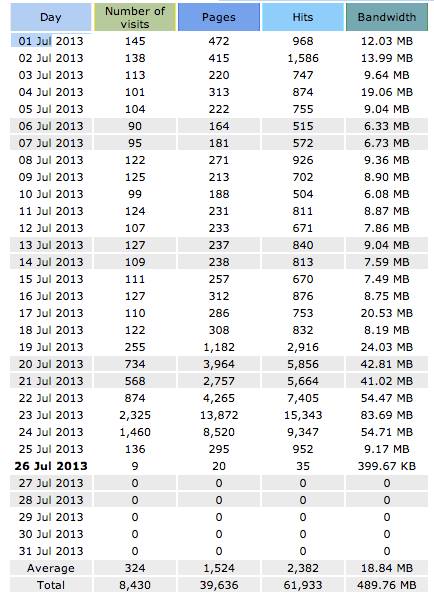 Day Number of visits Pages Hits Bandwidth
01 Jul 2013 145 472 968 12.03 MB
02 Jul 2013 138 415 1,586 13.99 MB
03 Jul 2013 113 220 747 9.64 MB
04 Jul 2013 101 313 874 19.06 MB
05 Jul 2013 104 222 755 9.04 MB
06 Jul 2013 90 164 515 6.33 MB
07 Jul 2013 95 181 572 6.73 MB
08 Jul 2013 122 271 926 9.36 MB
09 Jul 2013 125 213 702 8.90 MB
10 Jul 2013 99 188 504 6.08 MB
11 Jul 2013 124 231 811 8.87 MB
12 Jul 2013 107 233 671 7.86 MB
13 Jul 2013 127 237 840 9.04 MB
14 Jul 2013 109 238 813 7.59 MB
15 Jul 2013 111 257 670 7.49 MB
16 Jul 2013 127 312 876 8.75 MB
17 Jul 2013 110 286 753 20.53 MB
18 Jul 2013 122 308 832 8.19 MB
19 Jul 2013 255 1,182 2,916 24.03 MB
20 Jul 2013 734 3,964 5,856 42.81 MB
21 Jul 2013 568 2,757 5,664 41.02 MB
22 Jul 2013 874 4,265 7,405 54.47 MB
23 Jul 2013 2,325 13,872 15,343 83.69 MB
24 Jul 2013 1,460 8,520 9,347 54.71 MB
25 Jul 2013 136 295 952 9.17 MB
26 Jul 2013 9 20 35 399.67 KB
27 Jul 2013 0 0 0 0
28 Jul 2013 0 0 0 0
29 Jul 2013 0 0 0 0
30 Jul 2013 0 0 0 0
31 Jul 2013 0 0 0 0
Average 324 1,524 2,382 18.84 MB
Total 8,430 39,636 61,933 489.76 MB